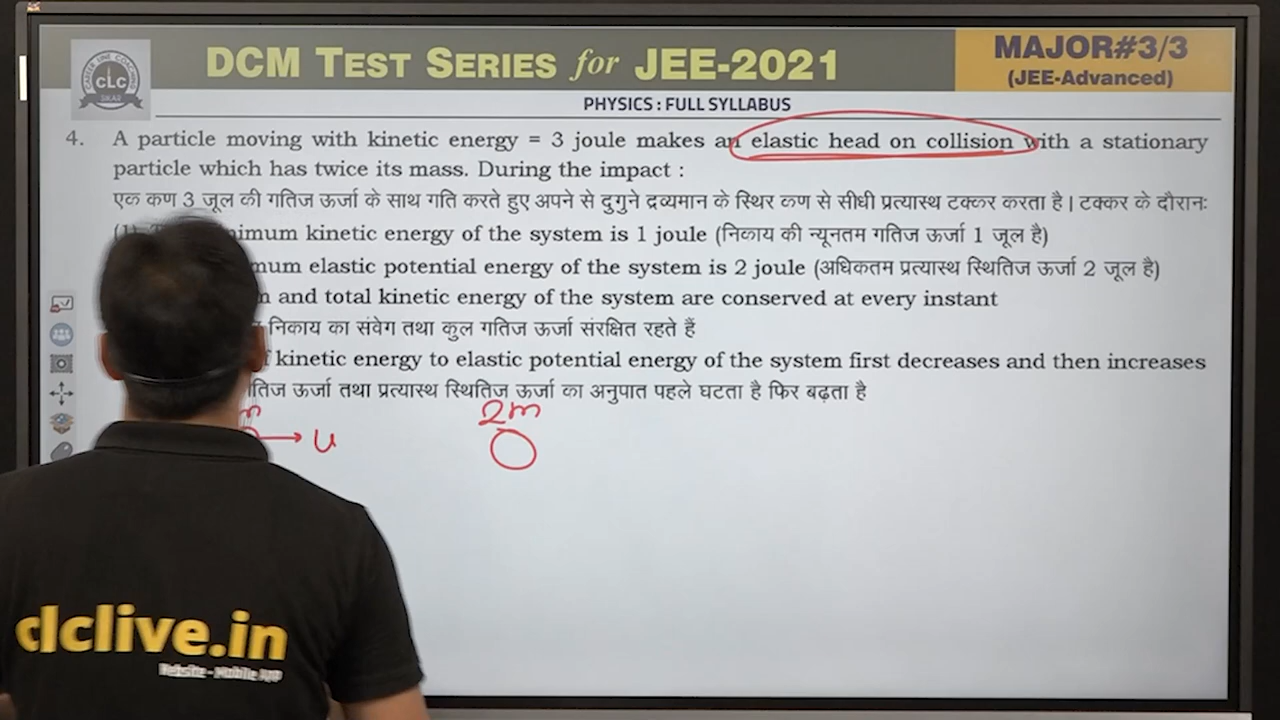 DCM TEST SERIES for JEE-2021
MAJOR#3/3
(JEE-Advanced)
CLC
SIKAR
PHYSICS : FULL SYLLABUS
4. A particle moving with kinetic energy = 3 joule makes an elastic head on collision with a stationary
particle which has twice its mass. During the impact :
एक कण 3 जूल की गतिज ऊर्जा के साथ गति करते हुए अपने से दुगुने द्रव्यमान के स्थिर कण से सीधी प्रत्यास्थ टक्कर करता है। टक्कर के दौरानः
(1) kinetic energy of the system is 1 joule (निकाय की न्यूनतम गतिज ऊर्जा 1 जूल है)
elastic potential energy of the system is 2 joule (अधिकतम प्रत्यास्थ स्थितिज ऊर्जा 2 जूल है)
and total kinetic energy of the system are conserved at every instant
निकाय का संवेग तथा कुल गतिज ऊर्जा संरक्षित रहते हैं
kinetic energy to elastic potential energy of the system first decreases and then increases
ऊर्जा तथा प्रत्यास्थ स्थितिज ऊर्जा का अनुपात पहले घटता है फिर बढ़ता है
2m
u
clclive.in